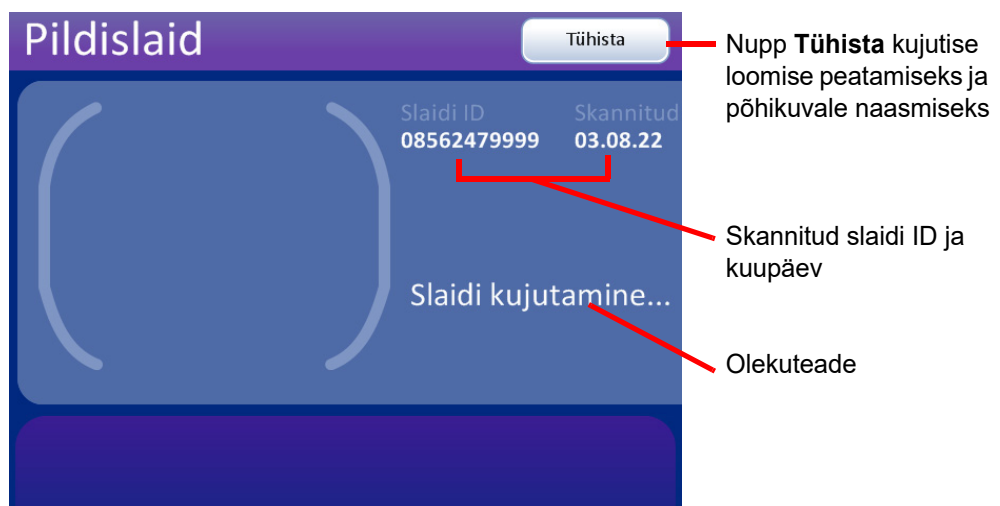 Pildislaid
Tühista
Nupp Tühista kujutise
loomise peatamiseks ja
põhikuvale naasmiseks
Slaidi ID Skannitud
08562479999 03.08.22
Skannitud slaidi ID ja
kuupäev
Slaidi kujutamine...
Olekuteade